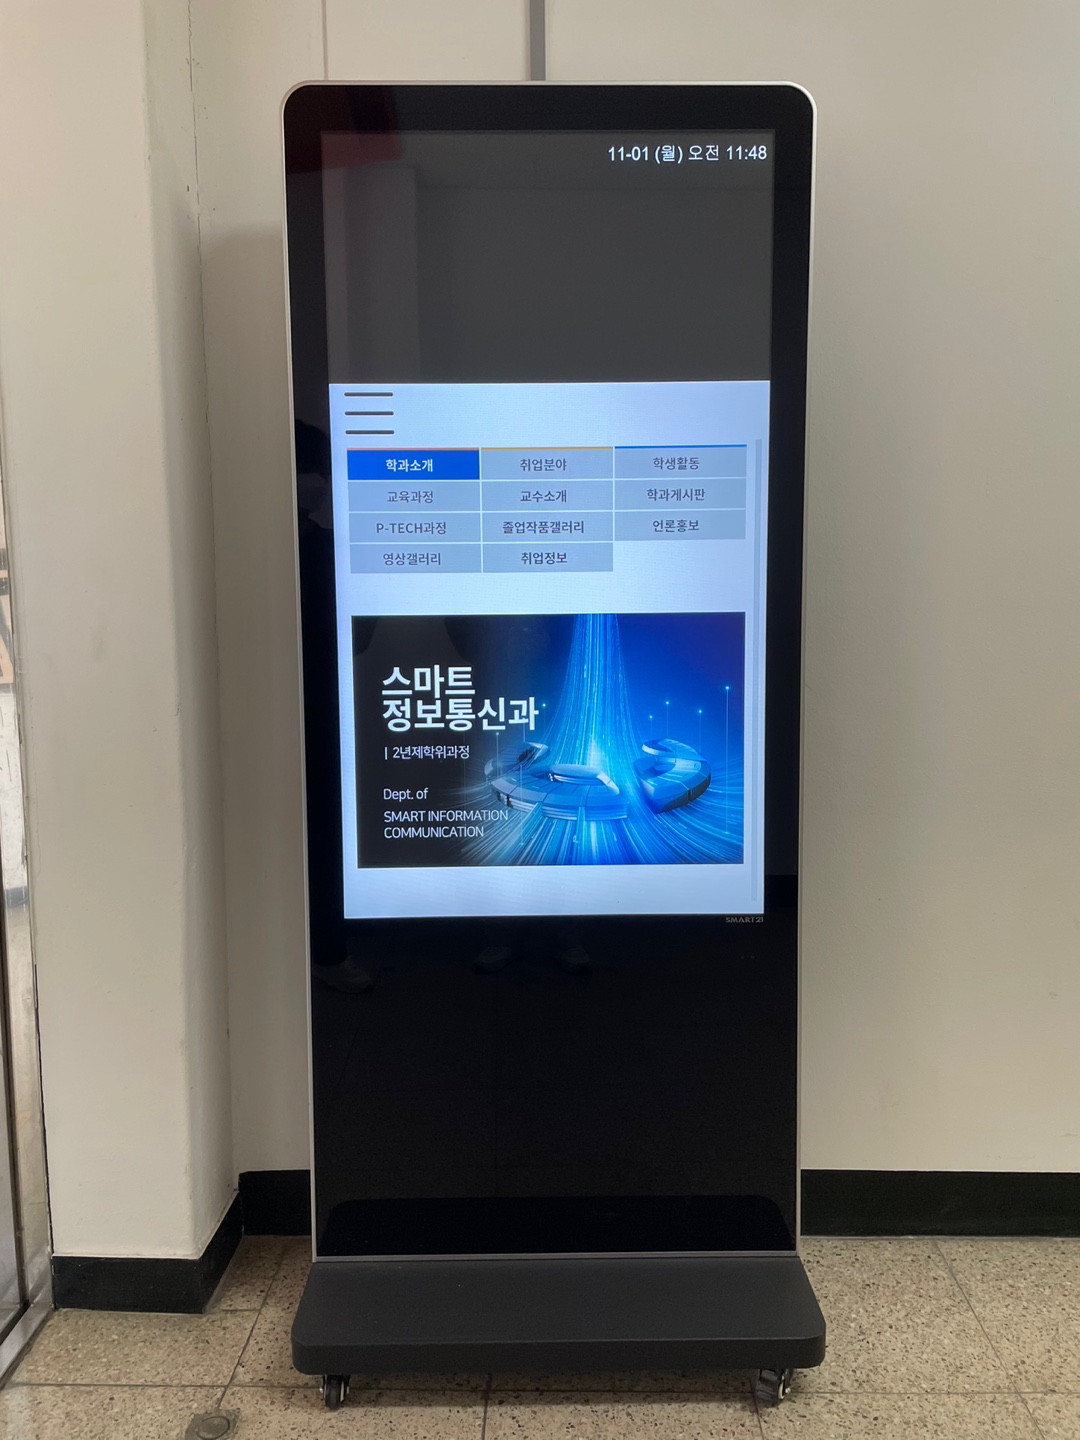 11-01 (월) 오전 11:48
학과소개 취업분야 학생활동
교육과정 교수소개 학과게시판
P-TECH과정 졸업작품갤러리 언론홍보
영상갤러리 취업정보
스마트
정보통신과
| 2년제학위과정
Dept. of
SMART INFORMATION
COMMUNICATION
SMART21